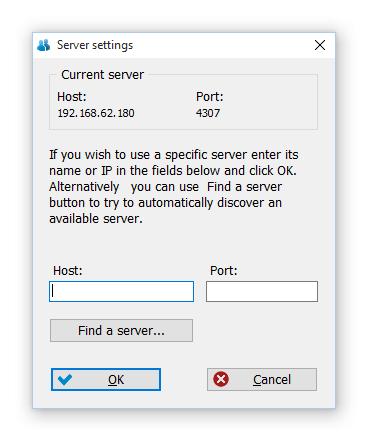 Server settings
Current server
Host: Port:
192.168.62.180 4307
If you wish to use a specific server enter its
name or IP in the fields below and click OK.
Alternatively you can use Find a server
button to try to automatically discover an
available server.
Host: Port:
Find a server...
OK Cancel